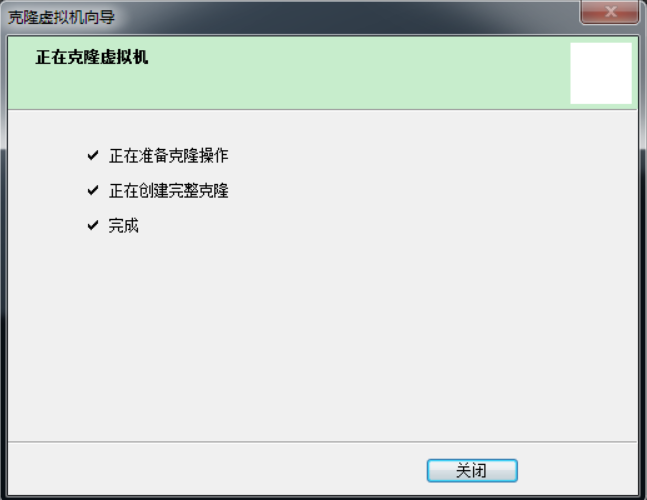 克隆虚拟机向导
正在克隆虚拟机
✔ 正在准备克隆操作
✔ 正在创建完整克隆
✔ 完成
关闭